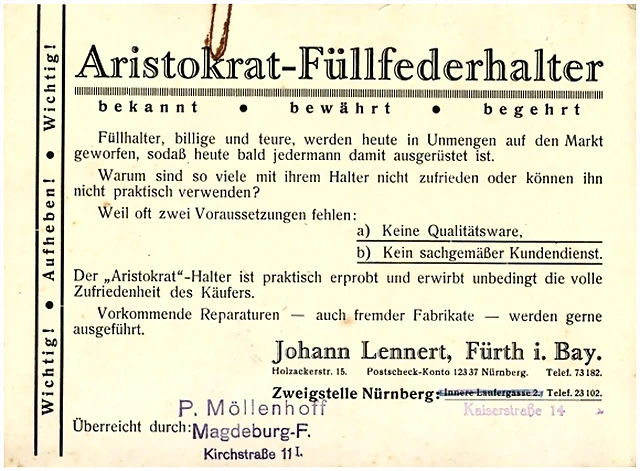 Wichtig! • Aufheben! • Wichtig!
Aristokrat-Füllfederhalter
bekannt • bewährt • begehrt
Füllhalter, billige und teure, werden heute in Unmengen auf den Markt
geworfen, sodaß heute bald jedermann damit ausgerüstet ist.
Warum sind so viele mit ihrem Halter nicht zufrieden oder können ihn
nicht praktisch verwenden?
Weil oft zwei Voraussetzungen fehlen:
a) Keine Qualitätsware,
b) Kein sachgemäßer Kundendienst.
Der „Aristokrat“-Halter ist praktisch erprobt und erwirbt unbedingt die volle
Zufriedenheit des Käufers.
Vorkommende Reparaturen — auch fremder Fabrikate — werden gerne
ausgeführt.
Johann Lennert, Fürth i. Bay.
Holzackerstr. 15. Postscheck-Konto 12337 Nürnberg. Telef. 73182.
Zweigstelle Nürnberg: Innere Laufergasse 2, Telef. 23102.
Kaiserstraße 14
P. Möllenhoff
Überreicht durch: Magdeburg-F.
Kirchstraße 11 I.